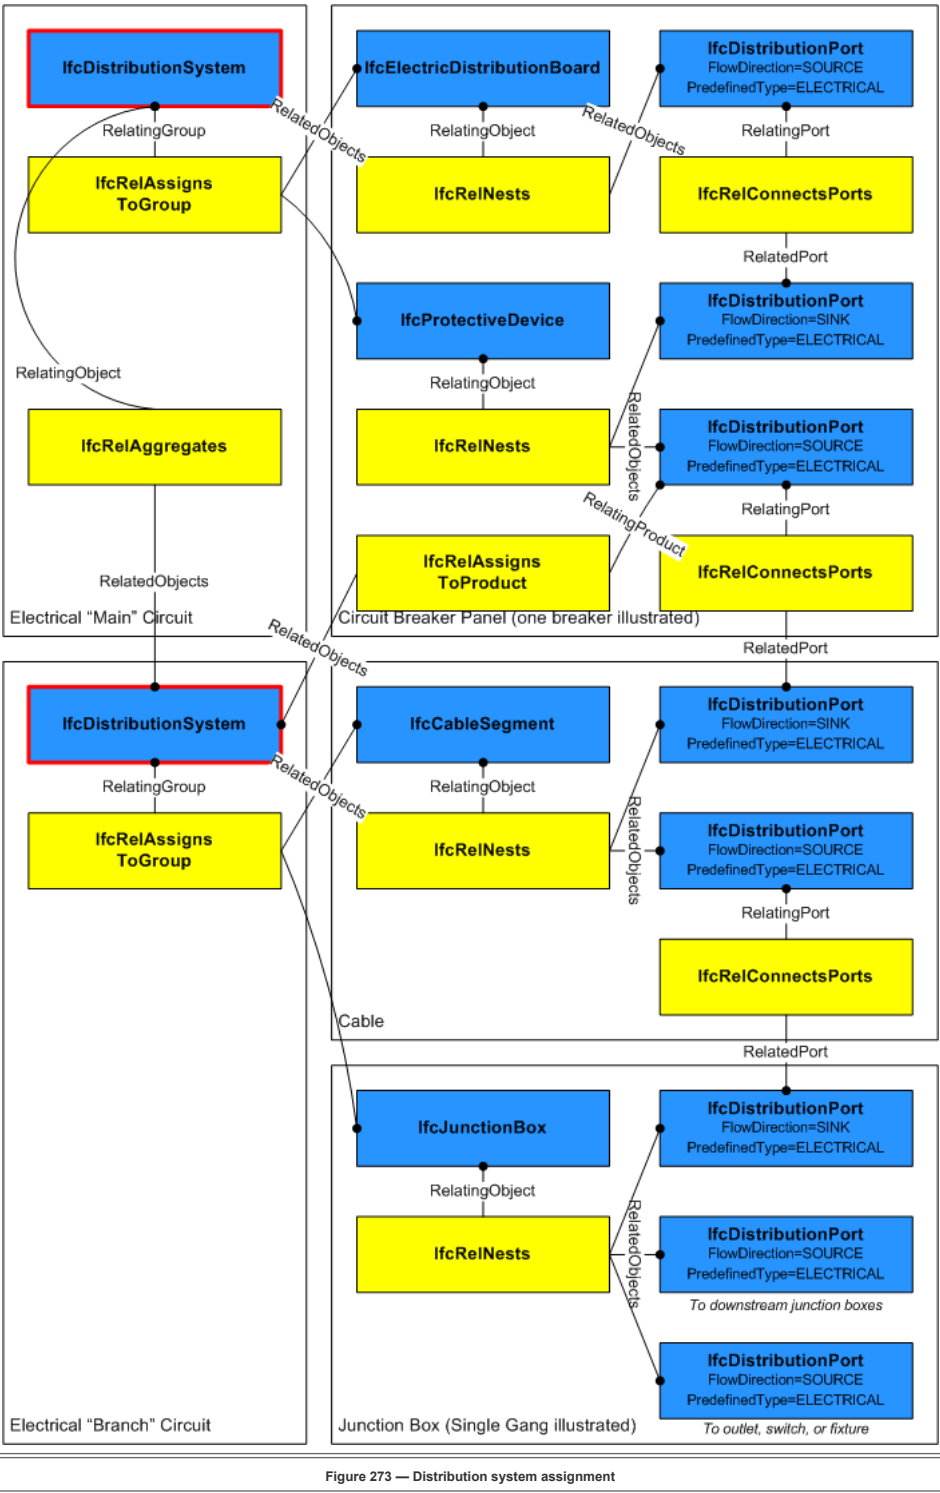 IfcDistributionSystem
RelatingGroup
IfcRelAssigns
ToGroup
RelatedObjects
RelatingObject
IfcRelAggregates
RelatedObjects
Electrical “Main” Circuit
IfcElectricDistributionBoard
RelatingObject
IfcRelNests
RelatedObjects
IfcDistributionPort
FlowDirection=SOURCE
PredefinedType=ELECTRICAL
RelatingPort
IfcRelConnectsPorts
RelatedPort
IfcProtectiveDevice
RelatingObject
IfcRelNests
RelatedObjects
IfcDistributionPort
FlowDirection=SINK
PredefinedType=ELECTRICAL
IfcDistributionPort
FlowDirection=SOURCE
PredefinedType=ELECTRICAL
RelatingPort
RelatingProduct
IfcRelAssigns
ToProduct
IfcRelConnectsPorts
Circuit Breaker Panel (one breaker illustrated)
RelatedObjects
RelatedPort
IfcDistributionSystem
RelatingGroup
IfcRelAssigns
ToGroup
RelatedObjects
Electrical “Branch” Circuit
IfcCableSegment
RelatingObject
IfcRelNests
RelatedObjects
IfcDistributionPort
FlowDirection=SINK
PredefinedType=ELECTRICAL
IfcDistributionPort
FlowDirection=SOURCE
PredefinedType=ELECTRICAL
RelatingPort
IfcRelConnectsPorts
Cable
RelatedPort
IfcJunctionBox
RelatingObject
IfcRelNests
RelatedObjects
IfcDistributionPort
FlowDirection=SINK
PredefinedType=ELECTRICAL
IfcDistributionPort
FlowDirection=SOURCE
PredefinedType=ELECTRICAL
To downstream junction boxes
IfcDistributionPort
FlowDirection=SOURCE
PredefinedType=ELECTRICAL
To outlet, switch, or fixture
Junction Box (Single Gang illustrated)
Figure 273 — Distribution system assignment